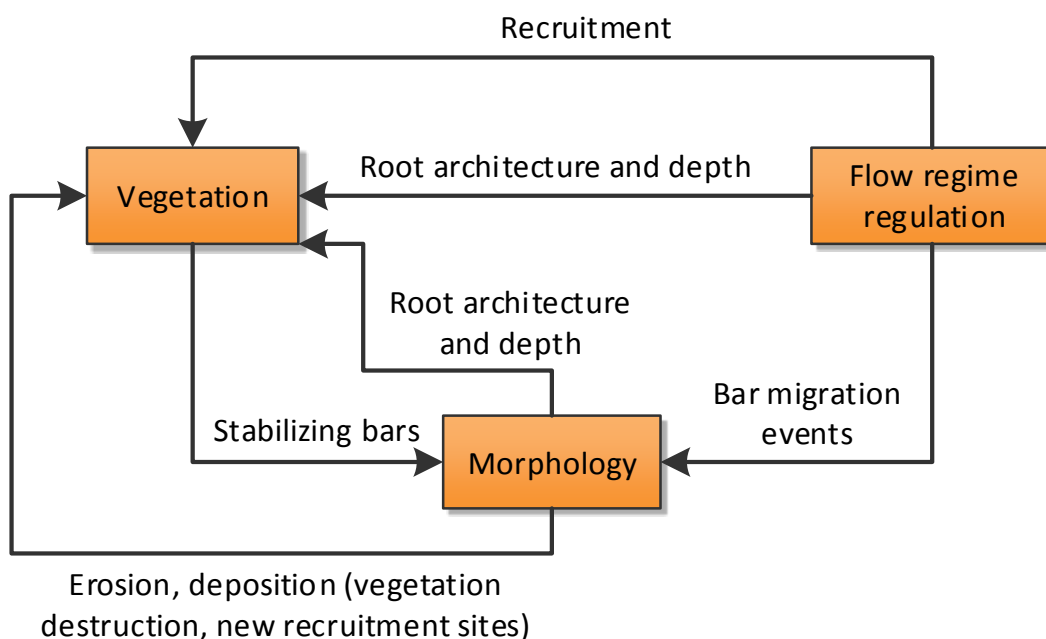 Recruitment
Root architecture and depth
Vegetation
Flow regime
regulation
Root architecture
and depth
Bar migration
events
Stabilizing bars
Morphology
Erosion, deposition (vegetation
destruction, new recruitment sites)